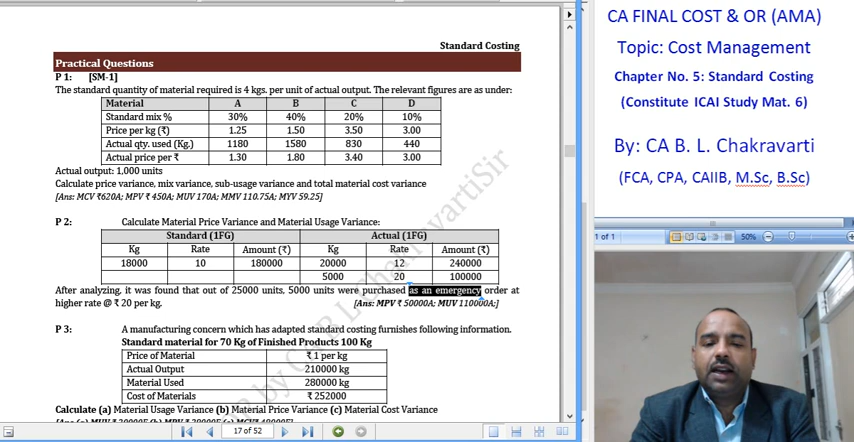 Standard Costing
Practical Questions
P 1: [SM-1]
The standard quantity of material required is 4 kgs. per unit of actual output. The relevant figures are as under:
Material A B C D
Standard mix % 30% 40% 20% 10%
Price per kg (₹) 1.25 1.50 3.50 3.00
Actual qty. used (Kg.) 1180 1580 830 440
Actual price per ₹ 1.30 1.80 3.40 3.00
Actual output: 1,000 units
Calculate price variance, mix variance, sub-usage variance and total material cost variance
[Ans: MCV ₹620A; MPV ₹ 450A; MUV 170A; MMV 110.75A; MYV 59.25]
P 2: Calculate Material Price Variance and Material Usage Variance:
Standard (1FG) Actual (1FG)
Kg Rate Amount (₹) Kg Rate Amount (₹)
18000 10 180000 20000 12 240000
5000 20 100000
After analyzing, it was found that out of 25000 units, 5000 units were purchased as an emergency order at
higher rate @ ₹ 20 per kg. [Ans: MPV ₹ 50000A; MUV 110000A;]
P 3: A manufacturing concern which has adapted standard costing furnishes following information.
Standard material for 70 Kg of Finished Products 100 Kg
Price of Material ₹ 1 per kg
Actual Output 210000 kg
Material Used 280000 kg
Cost of Materials ₹ 252000
Calculate (a) Material Usage Variance (b) Material Price Variance (c) Material Cost Variance
17 of 52
CA FINAL COST & OR (AMA)
Topic: Cost Management
Chapter No. 5: Standard Costing
(Constitute ICAI Study Mat. 6)
By: CA B. L. Chakravarti
(FCA, CPA, CAIIB, M.Sc, B.Sc)
1 of 1
50%